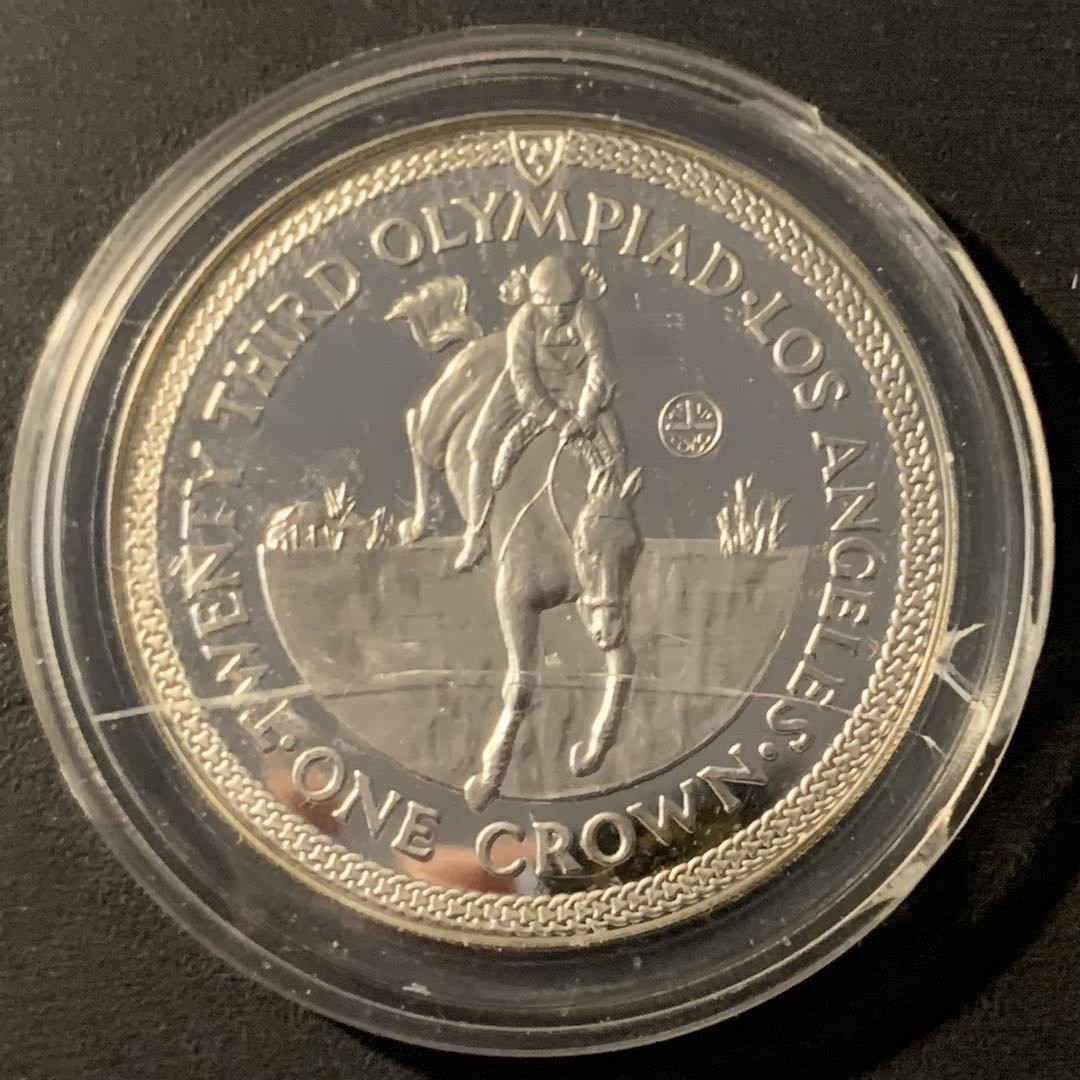 TWENTY THIRD OLYMPIAD · LOS ANGELES ·
ONE CROWN ·